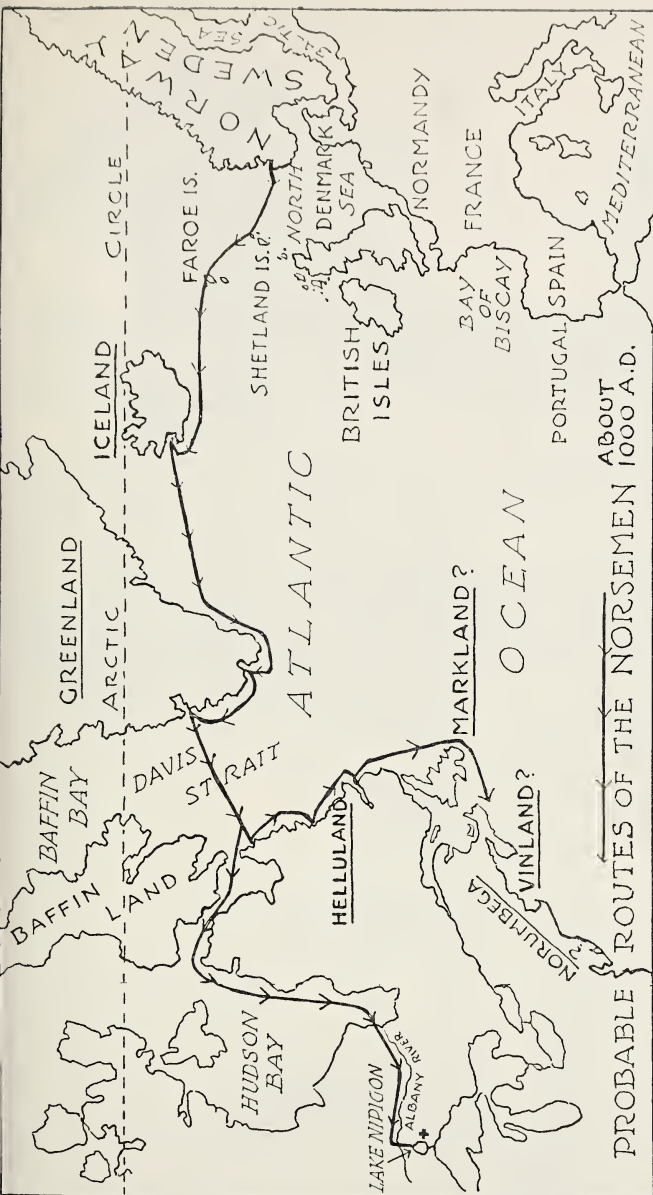 GREENLAND
ICELAND
ARCTIC
CIRCLE
BAFFIN
BAY
BAFFIN
LAND
DAVIS
STRAIT
FAROE IS.
SHETLAND IS.
NORWAY
SWEDEN
BALTIC
SEA
NORTH
SEA
DENMARK
HUDSON
BAY
HELLULAND
ATLANTIC
OCEAN
BRITISH
ISLES
NORMANDY
FRANCE
BAY
OF
BISCAY
LAKE NIPIGON
ALBANY RIVER
MARKLAND?
VINLAND?
NORUMBEGA
PORTUGAL
SPAIN
ITALY
MEDITERRANEAN
PROBABLE ROUTES OF THE NORSEMEN ABOUT
1000 A.D.